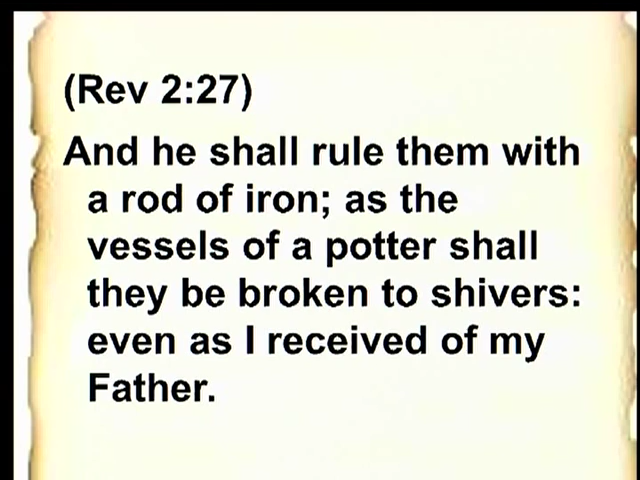 (Rev 2:27)
And he shall rule them with
a rod of iron; as the
vessels of a potter shall
they be broken to shivers:
even as I received of my
Father.